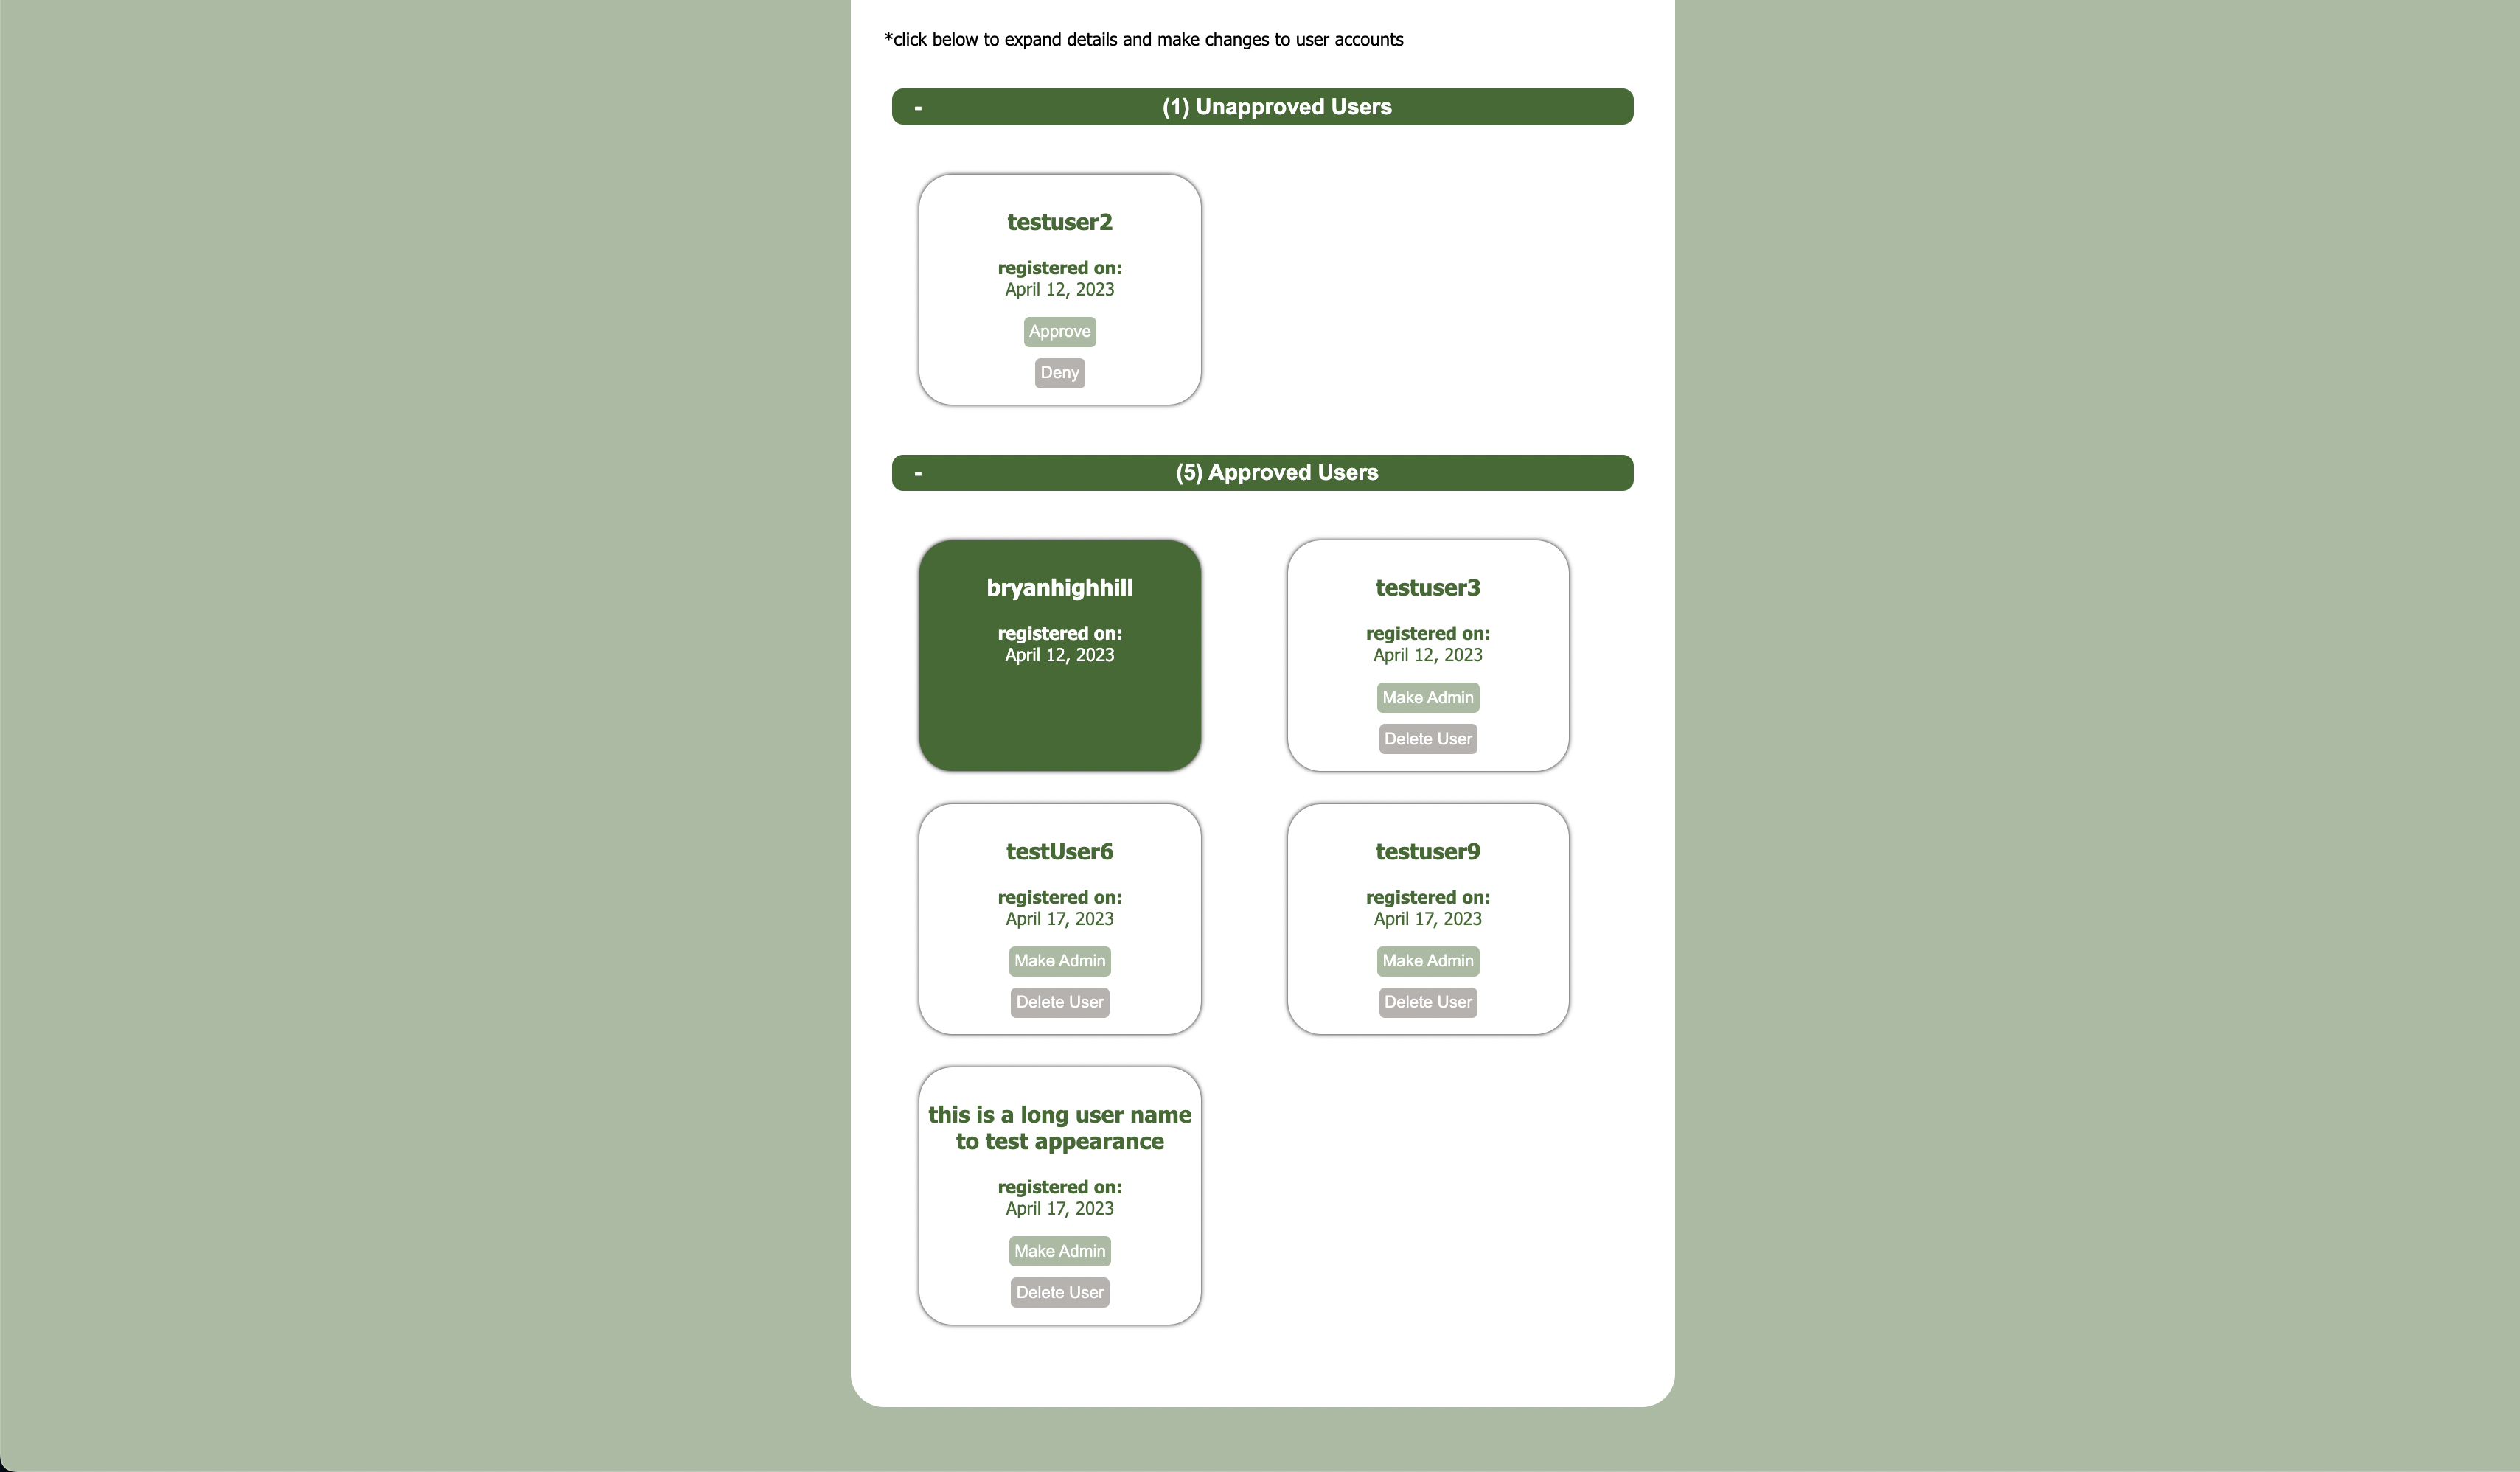 *click below to expand details and make changes to user accounts
- (1) Unapproved Users
testuser2
registered on:
April 12, 2023
Approve
Deny
- (5) Approved Users
bryanhighhill
registered on:
April 12, 2023
testuser3
registered on:
April 12, 2023
Make Admin
Delete User
testUser6
registered on:
April 17, 2023
Make Admin
Delete User
testuser9
registered on:
April 17, 2023
Make Admin
Delete User
this is a long user name
to test appearance
registered on:
April 17, 2023
Make Admin
Delete User